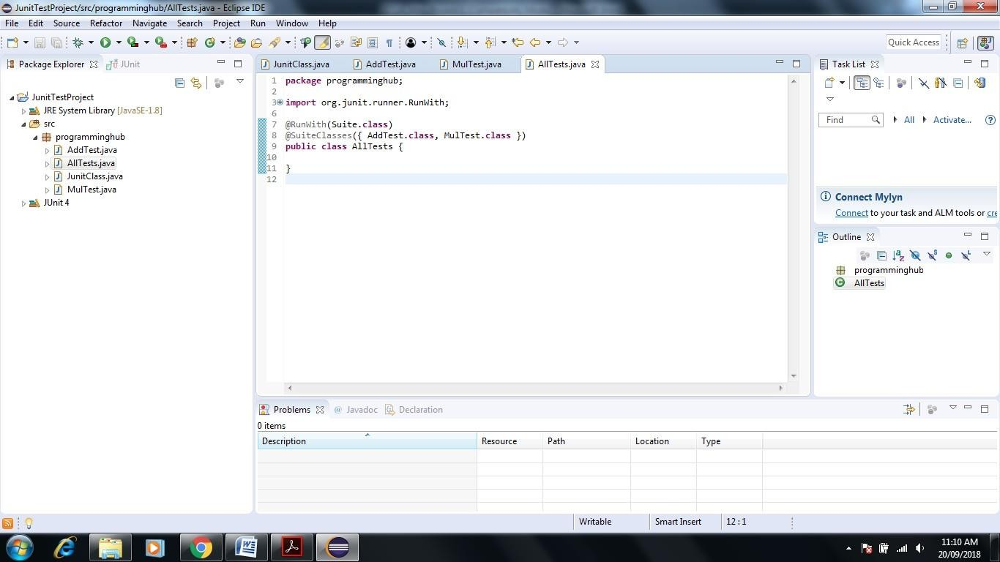 JunitTestProject/src/programminghub/AllTests.java - Eclipse IDE
File Edit Source Refactor Navigate Search Project Run Window Help
Quick Access
Package Explorer
JUnit
JunitTestProject
JRE System Library [JavaSE-1.8]
src
programminghub
AddTest.java
AllTests.java
JunitClass.java
MulTest.java
JUnit 4
JunitClass.java AddTest.java MulTest.java AllTests.java
1 package programminghub;
2
3 import org.junit.runner.RunWith;
6
7 @RunWith(Suite.class)
8 @SuiteClasses({ AddTest.class, MulTest.class })
9 public class AllTests {
10
11 }
12
Task List
Find All Activate...
Connect Mylyn
Connect to your task and ALM tools or cre
Outline
programminghub
AllTests
Problems Javadoc Declaration
0 items
Description Resource Path Location Type
Writable Smart Insert 12 : 1
11:10 AM
20/09/2018